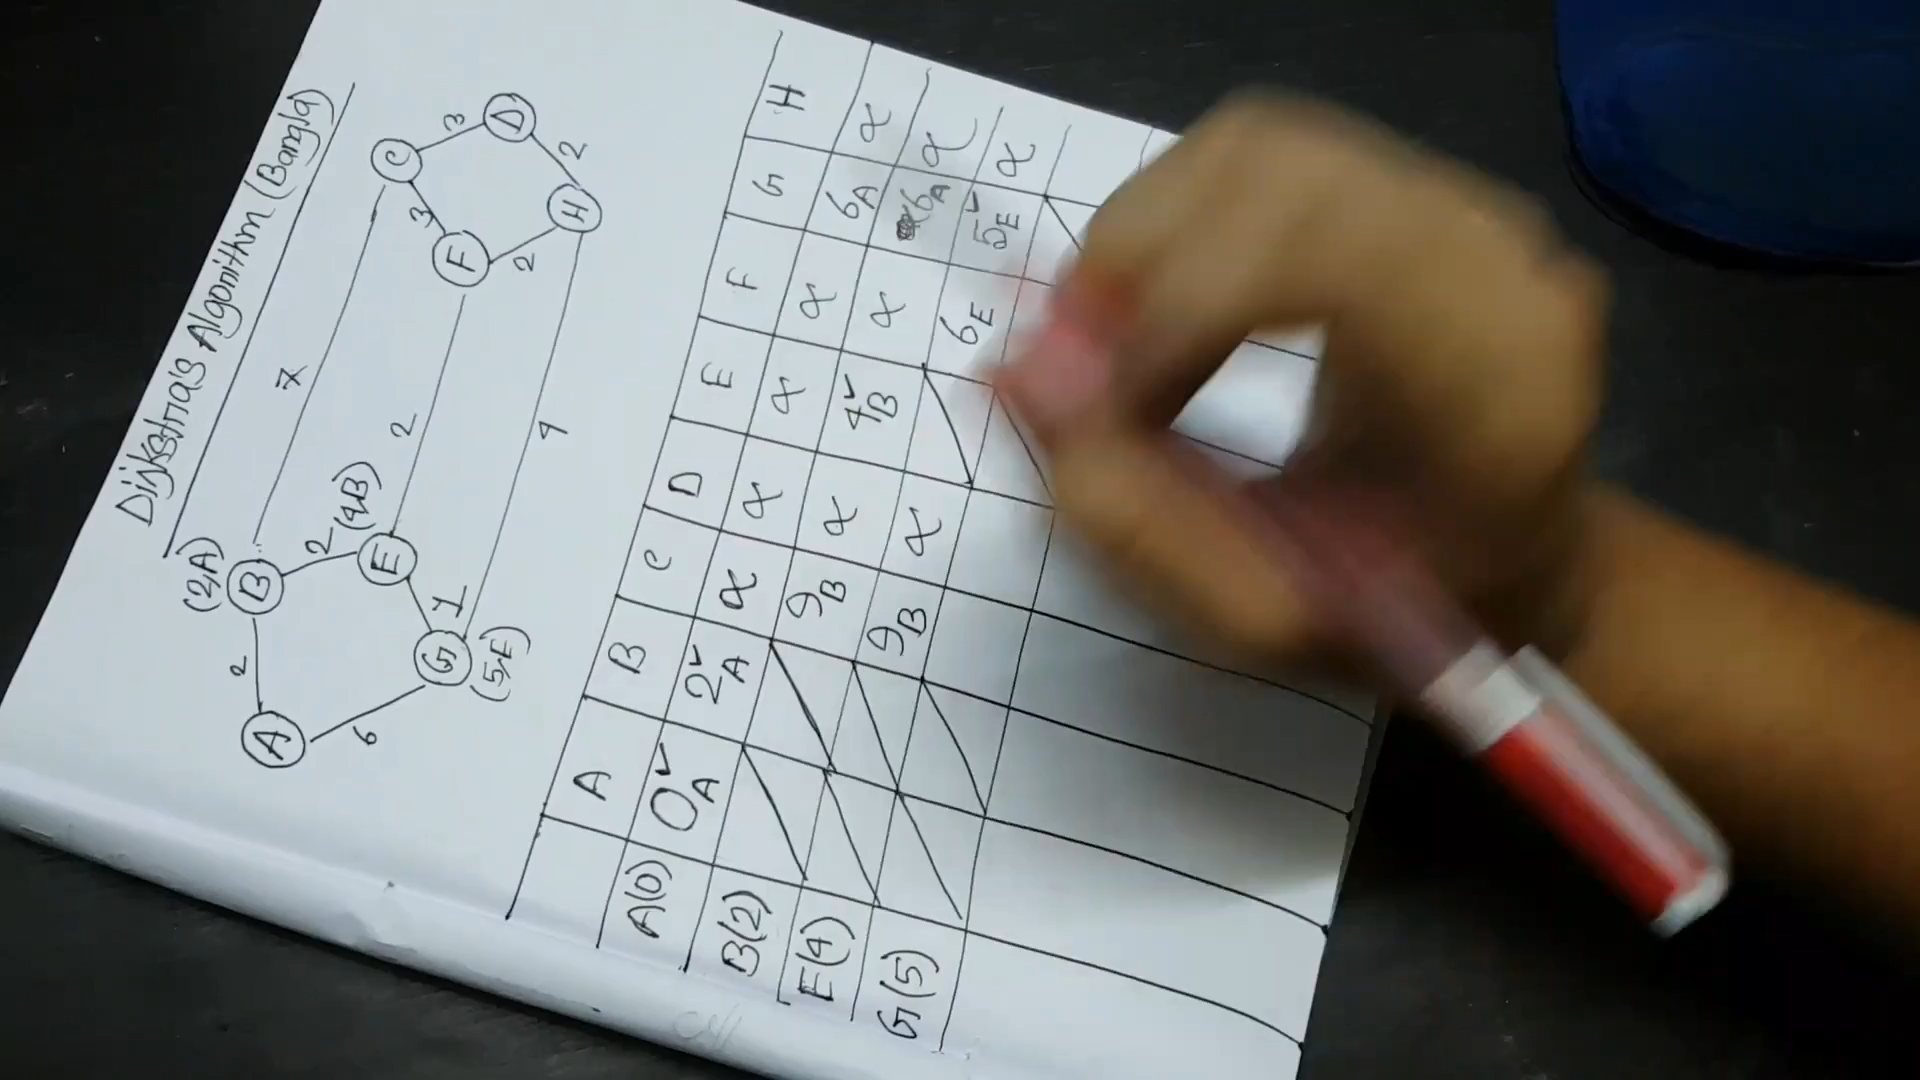 Dijkstra's Algorithm (Bangla)
(2,A)
B
7
C
3
D
2
2
(4,B)
3
2
A
E
2
F
2
H
6
1
G
4
(5,E)
A B C D E F G H
A(0) 0A ✓ 2A ✓ α α α α 6A α
B(2) 9B α 4B ✓ α 6A α
E(4) 9B α 6E 5E ✓ α
G(5)